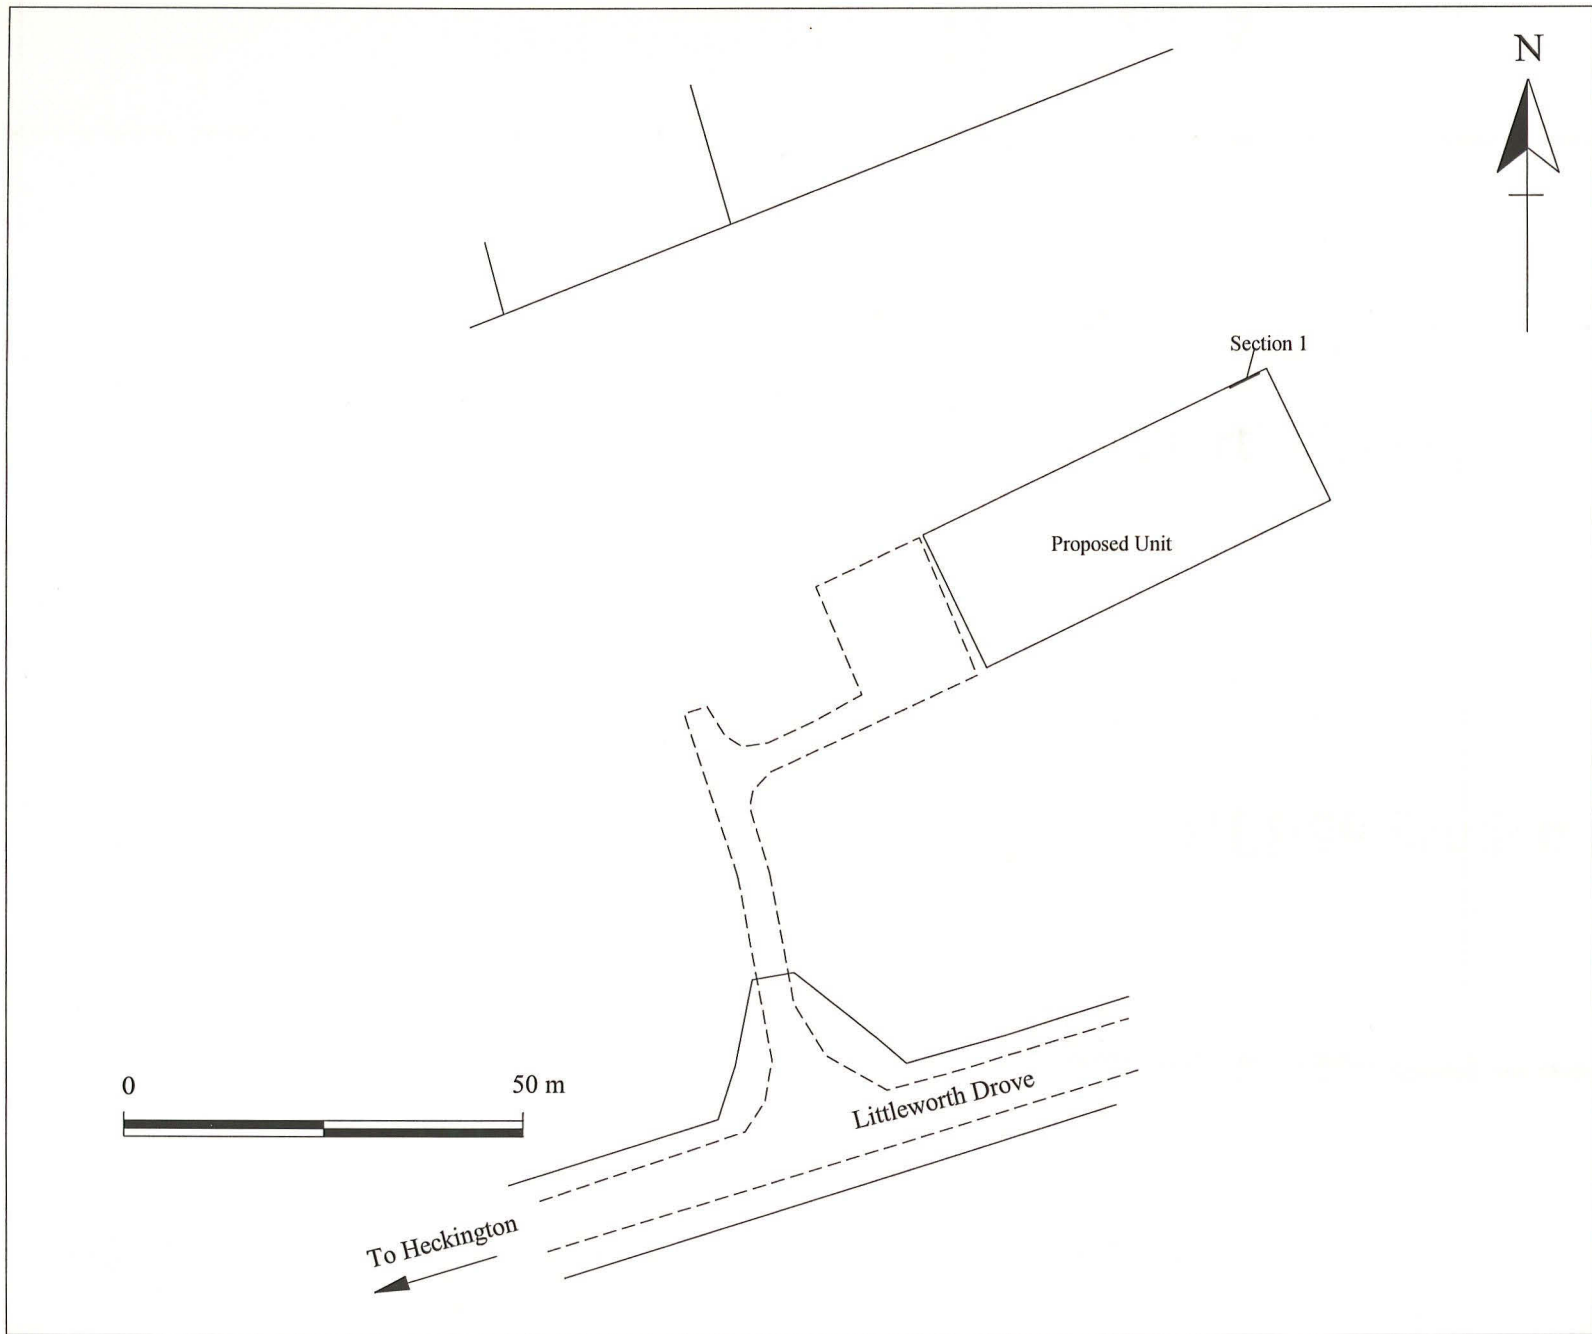 N
Section 1
Proposed Unit
0
50 m
Littleworth Drove
To Heckington